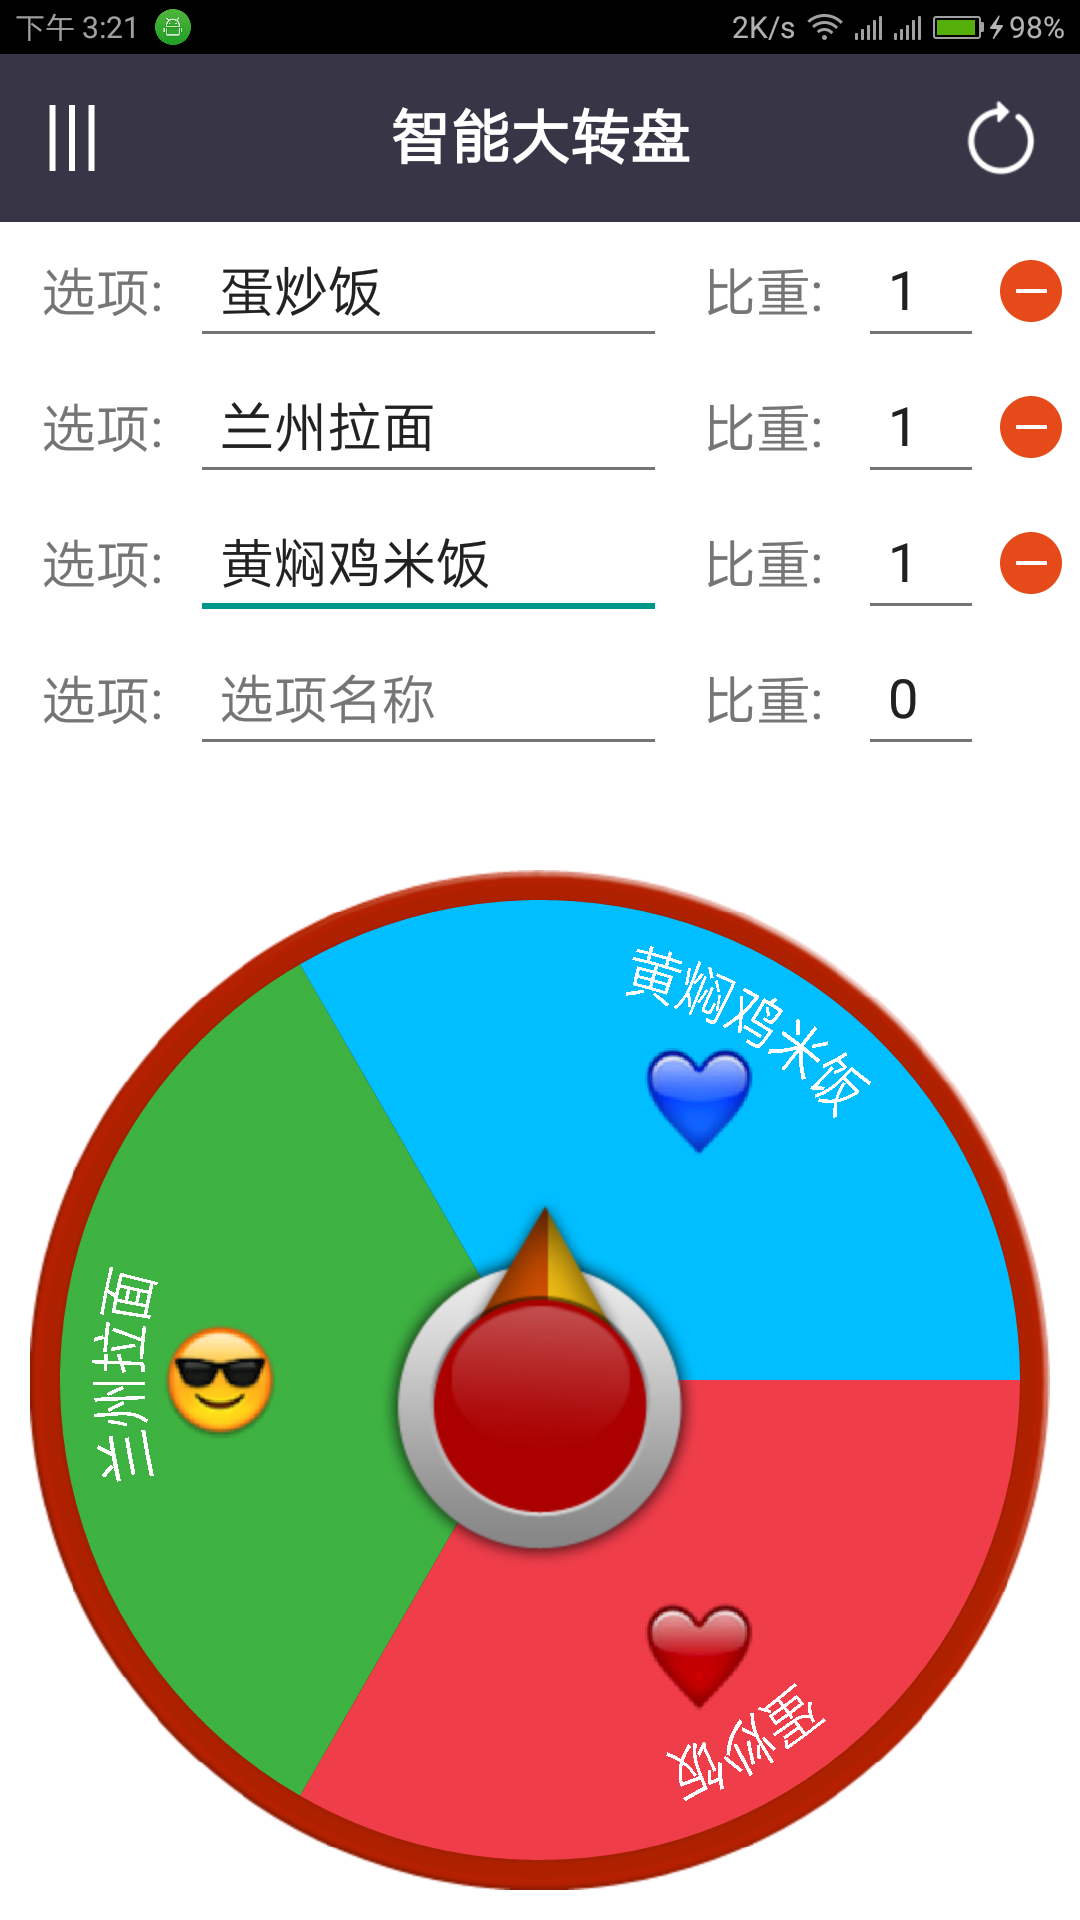 下午 3:21 2K/s 98%
智能大转盘
选项: 蛋炒饭 比重: 1
选项: 兰州拉面 比重: 1
选项: 黄焖鸡米饭 比重: 1
选项: 选项名称 比重: 0
黄焖鸡米饭
兰州拉面
蛋炒饭